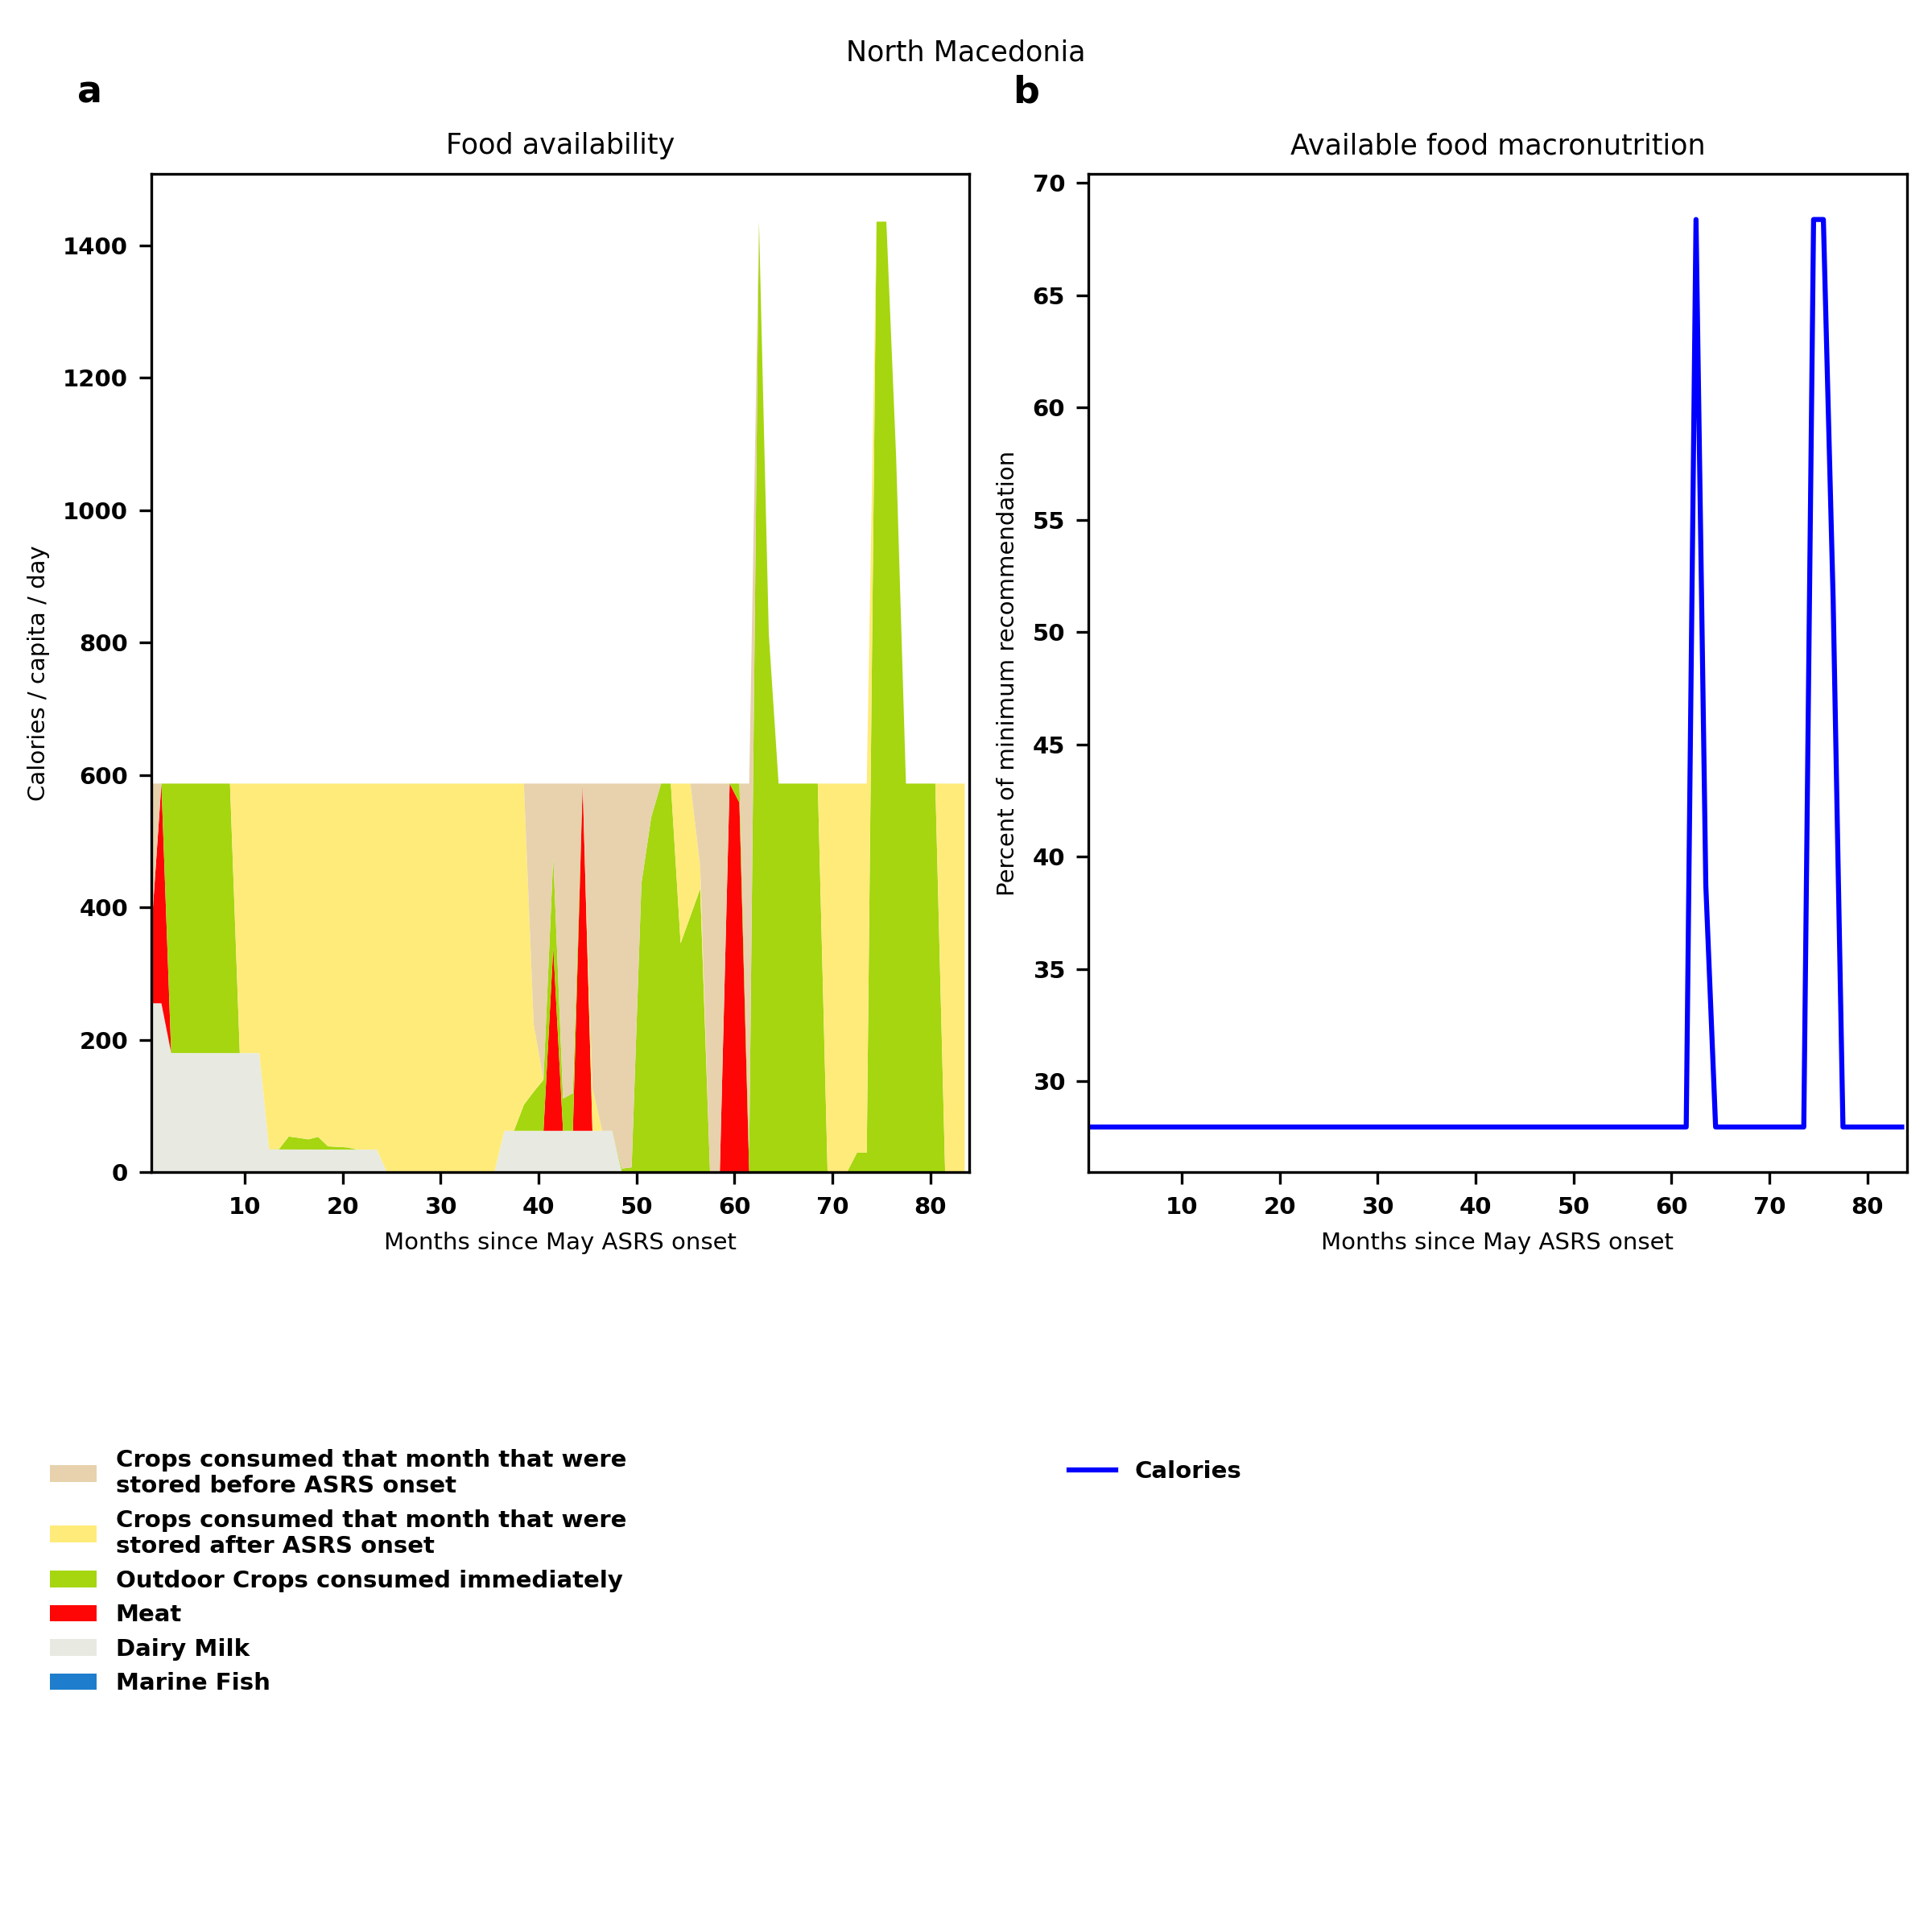 North Macedonia
a
b
Food availability
Available food macronutrition
Calories / capita / day
1400
1200
1000
800
600
400
200
0
10 20 30 40 50 60 70 80
Months since May ASRS onset
Percent of minimum recommendation
70
65
60
55
50
45
40
35
30
10 20 30 40 50 60 70 80
Months since May ASRS onset
Crops consumed that month that were
stored before ASRS onset
Crops consumed that month that were
stored after ASRS onset
Outdoor Crops consumed immediately
Meat
Dairy Milk
Marine Fish
Calories